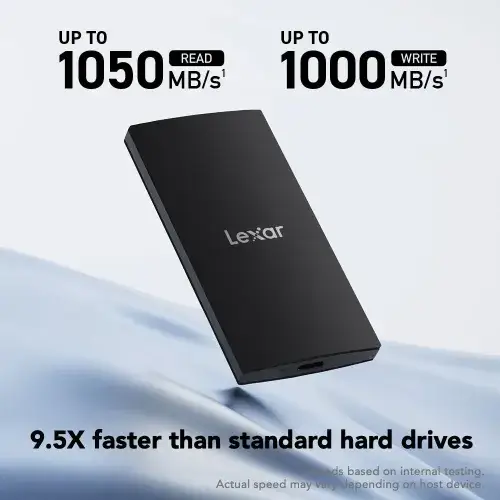 UP TO
1050 READ MB/s1
UP TO
1000 WRITE MB/s1
Lexar
9.5X faster than standard hard drives
based on internal testing.
Actual speed may vary depending on host device.